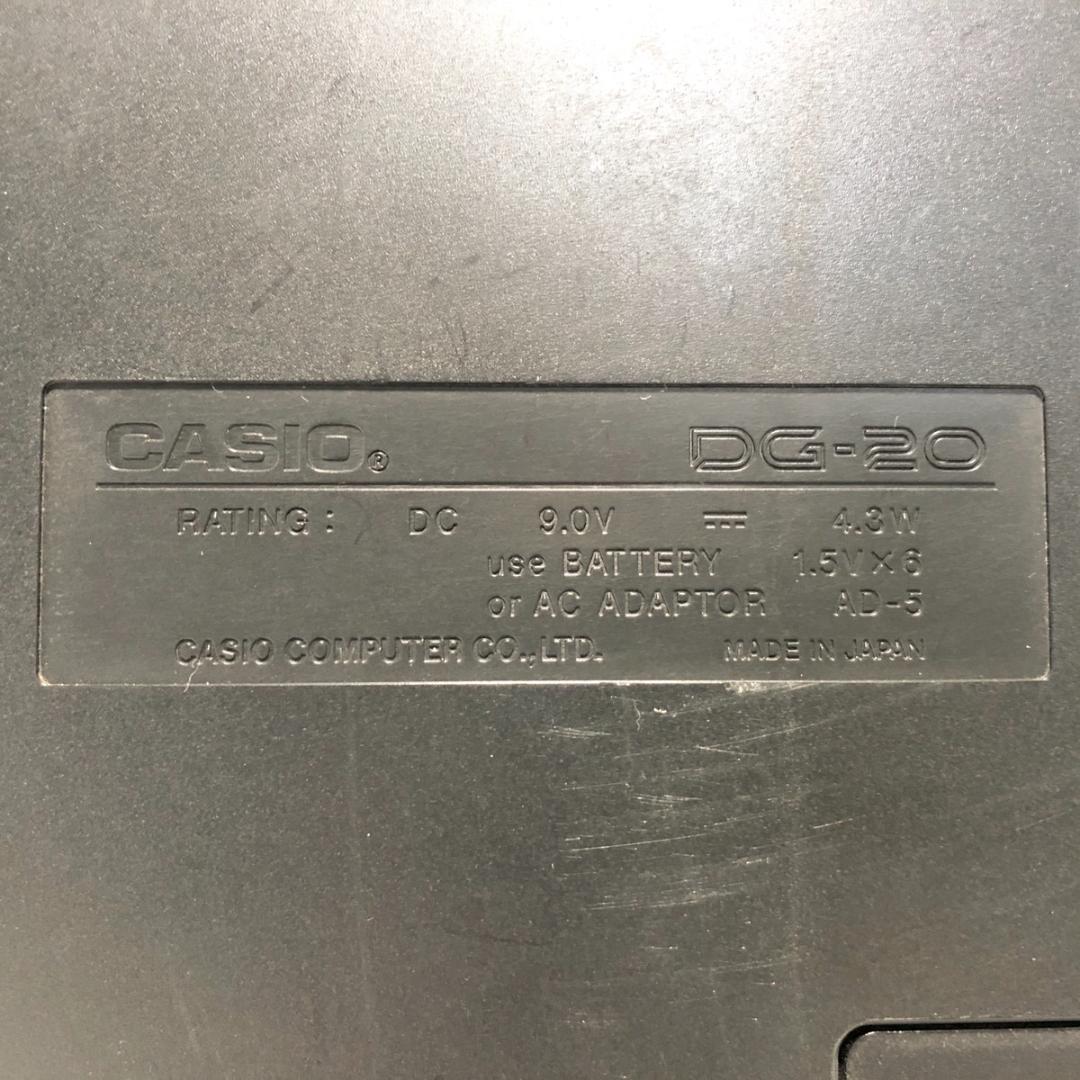 CASIO® DG-20
RATING : DC 9.0V ⎓ 4.3W
use BATTERY 1.5V×6
or AC ADAPTOR AD-5
CASIO COMPUTER CO., LTD. MADE IN JAPAN